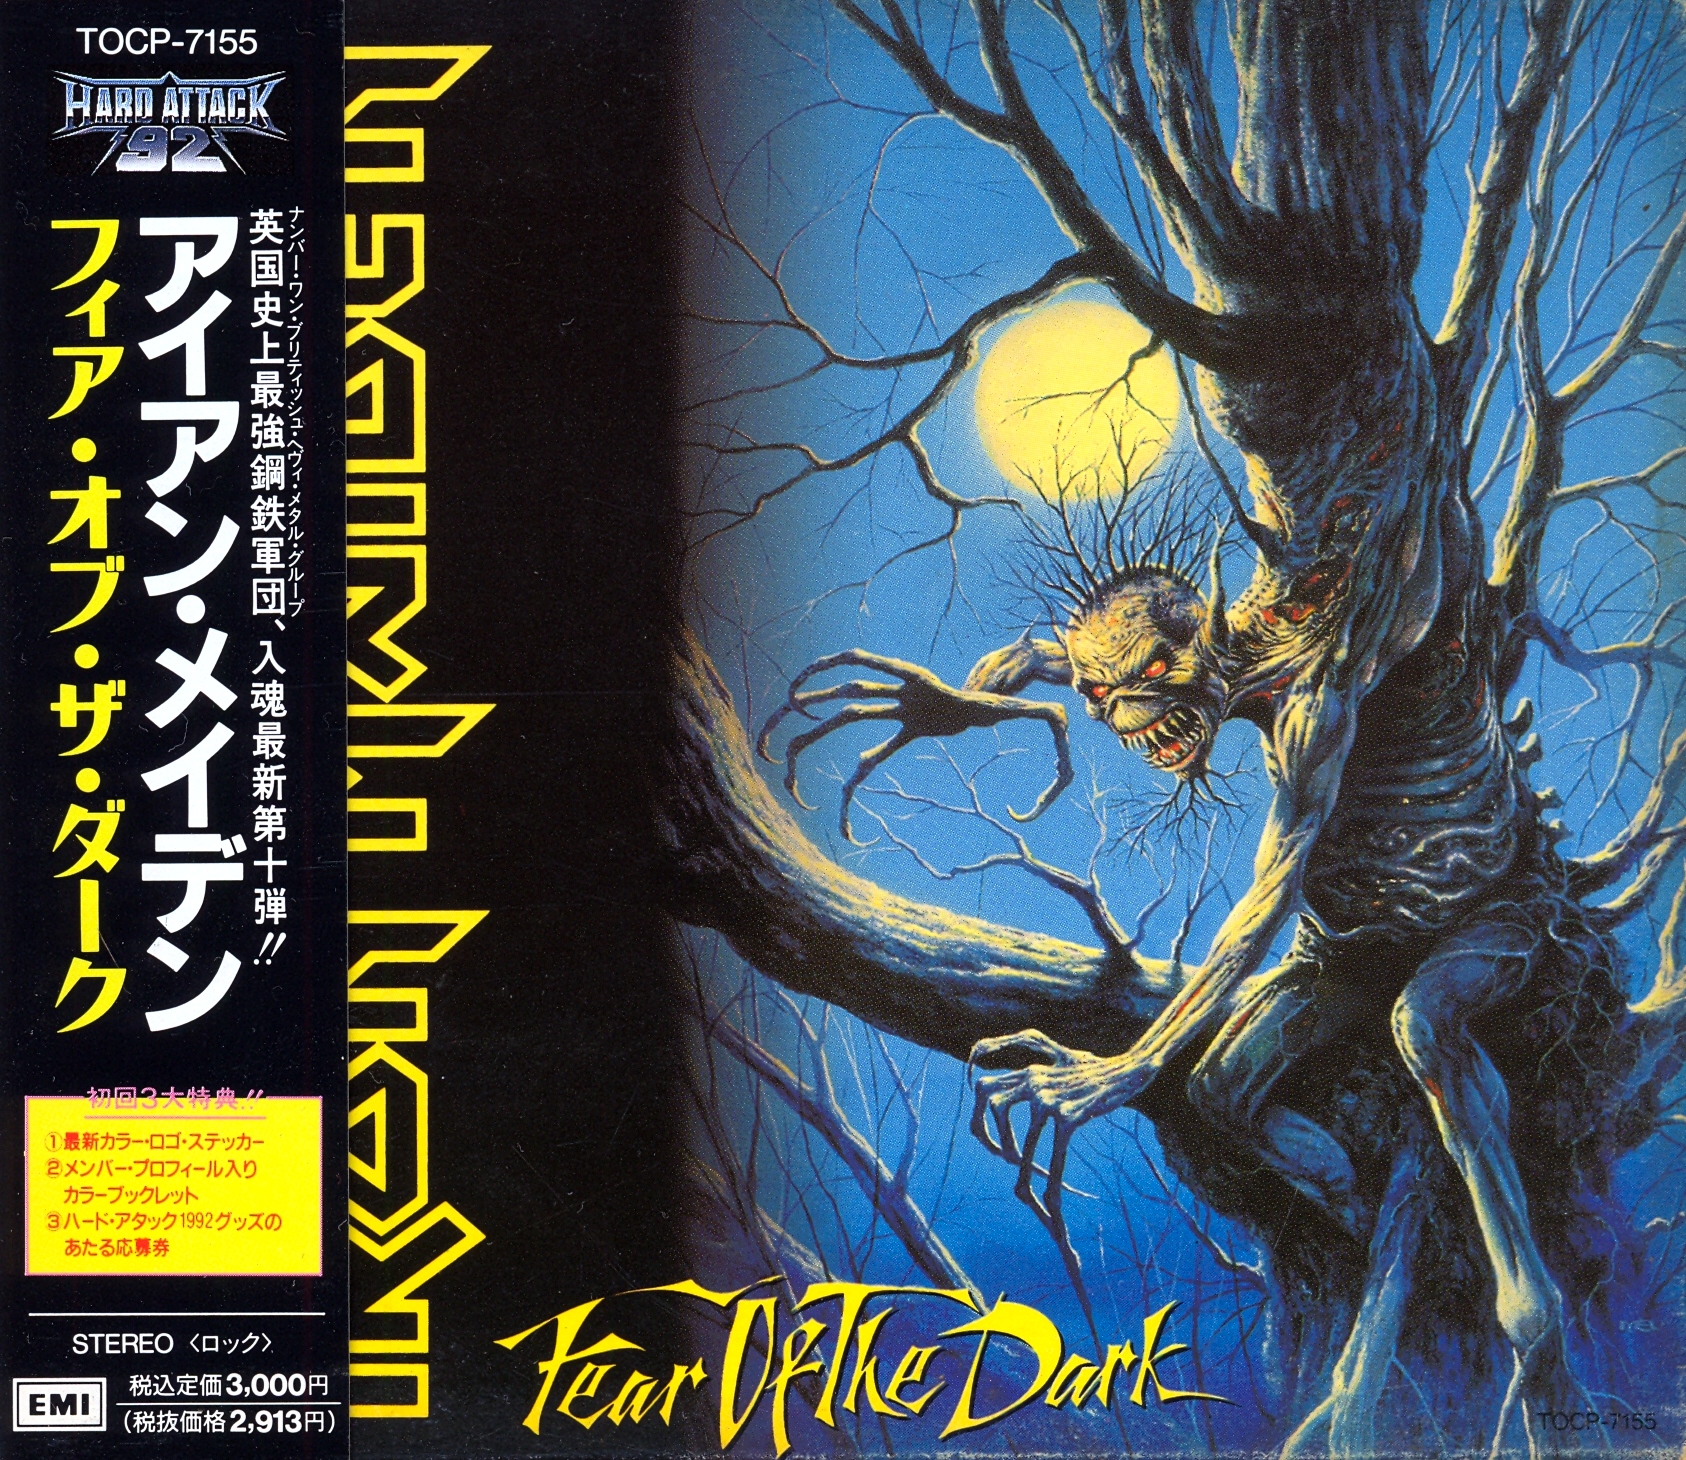 TOCP-7155
HARD ATTACK
92
英国史上最強鋼鉄軍団、入魂最新第十弾!!
ナンバー・ワン・ブリティッシュ・ヘヴィ・メタル・グループ
アイアン・メイデン
フィア・オブ・ザ・ダーク
初回3大特典!!
①最新カラー・ロゴ・ステッカー
②メンバー・プロフィール入り
カラーブックレット
③ハード・アタック1992グッズの
あたる応募券
STEREO 〈ロック〉
EMI
税込定価3,000円
(税抜価格2,913円)
IRON MAIDEN
Fear Of The Dark
TOCP-7155